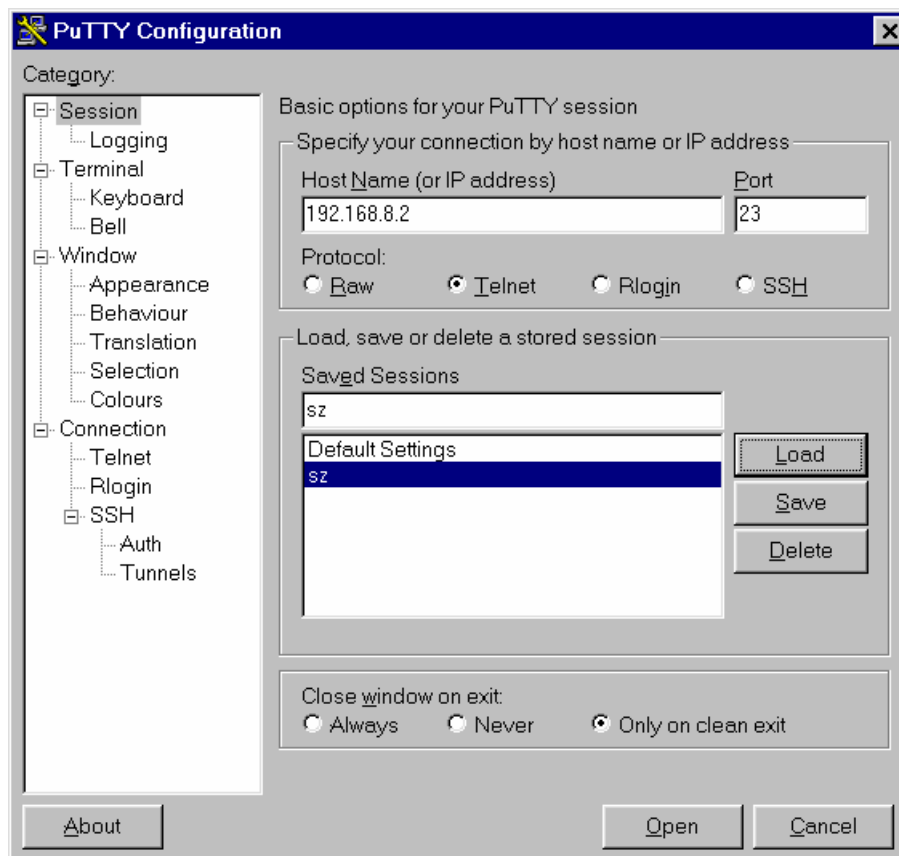 PuTTY Configuration
Category:
Session
Logging
Terminal
Keyboard
Bell
Window
Appearance
Behaviour
Translation
Selection
Colours
Connection
Telnet
Rlogin
SSH
Auth
Tunnels
Basic options for your PuTTY session
Specify your connection by host name or IP address
Host Name (or IP address) Port
192.168.8.2 23
Protocol:
Raw Telnet Rlogin SSH
Load, save or delete a stored session
Saved Sessions
sz
Default Settings
sz
Load
Save
Delete
Close window on exit:
Always Never Only on clean exit
About Open Cancel